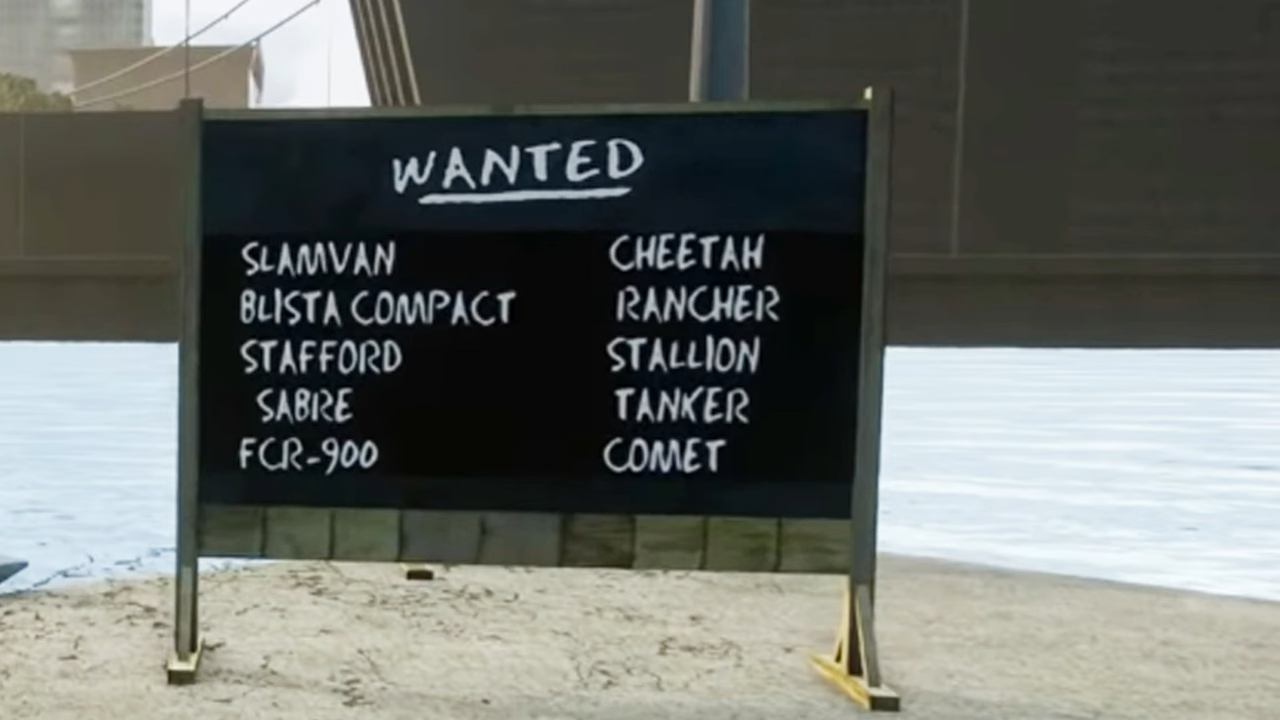 WANTED
SLAMVAN
BLISTA COMPACT
STAFFORD
SABRE
FCR-900
CHEETAH
RANCHER
STALLION
TANKER
COMET